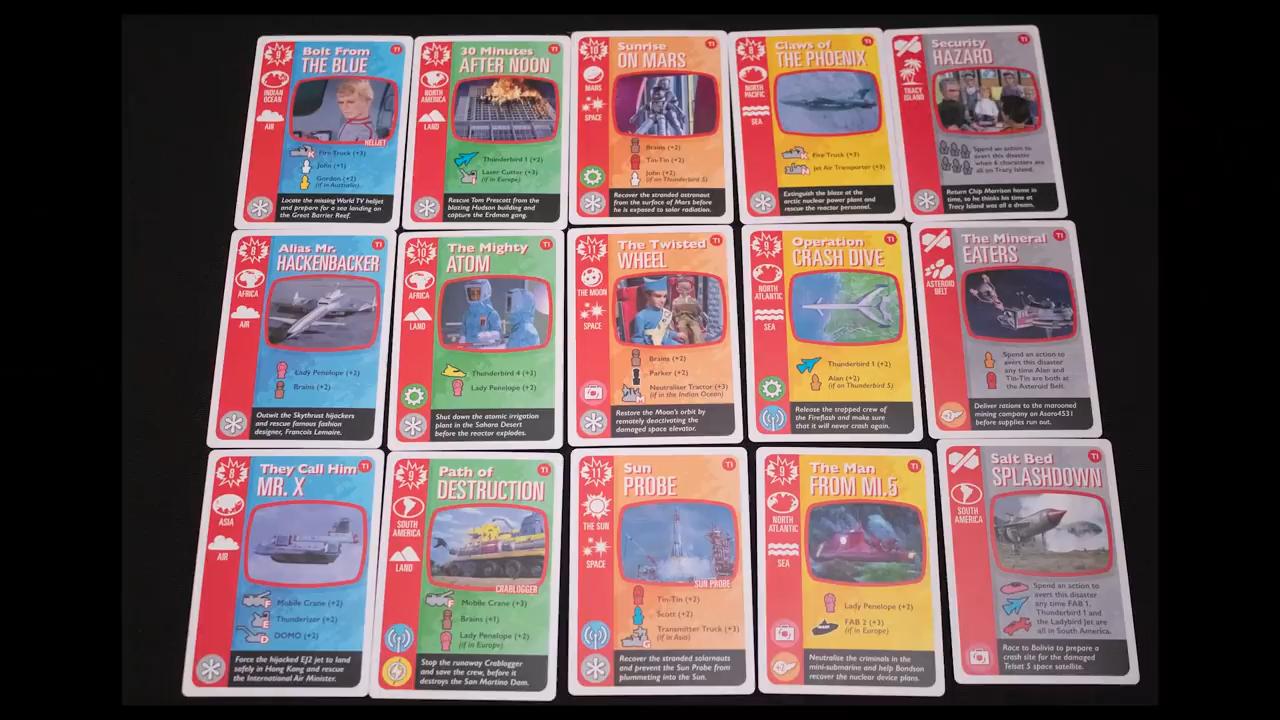 9
T1
Bolt From
THE BLUE
INDIAN
OCEAN
AIR
HELIJET
Fire Truck (+3)
John (+1)
Gordon (+2)
(if in Australia)
Locate the missing World TV helijet
and prepare for a sea landing on
the Great Barrier Reef.
8
T1
30 Minutes
AFTER NOON
NORTH
AMERICA
LAND
Thunderbird 1 (+2)
Laser Cutter (+3)
(if in Europe)
Rescue Tom Prescott from the
blazing Hudson building and
capture the Erdman gang.
10
T1
Sunrise
ON MARS
MARS
SPACE
Brains (+2)
Tin-Tin (+2)
John (+2)
(if on Thunderbird 5)
Recover the stranded astronaut
from the surface of Mars before
he is exposed to solar radiation.
8
T1
Claws of
THE PHOENIX
NORTH
PACIFIC
SEA
Fire Truck (+3)
Jet Air Transporter (+3)
Extinguish the blaze at the
arctic nuclear power plant and
rescue the reactor personnel.
T1
Security
HAZARD
TRACY
ISLAND
Spend an action to
avert this disaster
when 6 characters are
all on Tracy Island.
Return Chip Morrison home in
time, so he thinks his time at
Tracy Island was all a dream.
8
T1
Alias Mr.
HACKENBACKER
AFRICA
AIR
Lady Penelope (+2)
Brains (+2)
Outwit the Skythrust hijackers
and rescue famous fashion
designer, Francois Lemaire.
10
T1
The Mighty
ATOM
AFRICA
LAND
Thunderbird 4 (+3)
Lady Penelope (+2)
Shut down the atomic irrigation
plant in the Sahara Desert
before the reactor explodes.
11
T1
The Twisted
WHEEL
THE MOON
SPACE
Brains (+2)
Parker (+2)
Neutraliser Tractor (+3)
(if in the Indian Ocean)
Restore the Moon's orbit by
remotely deactivating the
damaged space elevator.
9
T1
Operation
CRASH DIVE
NORTH
ATLANTIC
SEA
Thunderbird 1 (+2)
Alan (+2)
(if on Thunderbird 5)
Release the trapped crew of
the Fireflash and make sure
that it will never crash again.
T1
The Mineral
EATERS
ASTEROID
BELT
Spend an action to
avert this disaster
any time Alan and
Tin-Tin are both at
the Asteroid Belt.
Deliver rations to the marooned
mining company on Astaro4531
before supplies run out.
8
T1
They Call Him
MR. X
ASIA
AIR
Mobile Crane (+2)
Thunderizer (+2)
DOMO (+2)
Force the hijacked EJ2 jet to land
safely in Hong Kong and rescue
the International Air Minister.
9
T1
Path of
DESTRUCTION
SOUTH
AMERICA
LAND
CRABLOGGER
Mobile Crane (+3)
Brains (+1)
Lady Penelope (+2)
(if in Europe)
Stop the runaway Crablogger
and save the crew, before it
destroys the San Martino Dam.
11
T1
Sun
PROBE
THE SUN
SPACE
SUN PROBE
Tin-Tin (+2)
Scott (+2)
Transmitter Truck (+3)
(if in Asia)
Recover the stranded solarnauts
and prevent the Sun Probe from
plummeting into the Sun.
9
T1
The Man
FROM MI.5
NORTH
ATLANTIC
SEA
Lady Penelope (+2)
FAB 2 (+3)
(if in Europe)
Neutralise the criminals in the
mini-submarine and help Bondson
recover the nuclear device plans.
T1
Salt Bed
SPLASHDOWN
SOUTH
AMERICA
Spend an action to
avers this disaster
any time FAB 1,
Thunderbird 1 and
the Ladybird Jet are
all in South America.
Race to Bolivia to prepare a
crash site for the damaged
Telsat 5 space satellite.